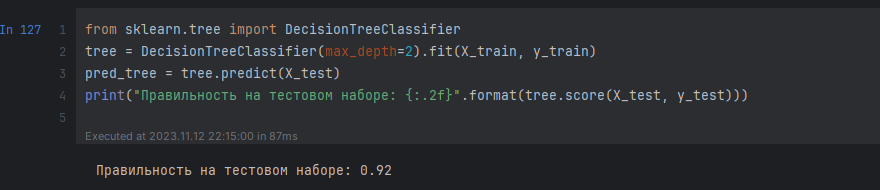 In 127
1 from sklearn.tree import DecisionTreeClassifier
2 tree = DecisionTreeClassifier(max_depth=2).fit(X_train, y_train)
3 pred_tree = tree.predict(X_test)
4 print("Правильность на тестовом наборе: {:.2f}".format(tree.score(X_test, y_test)))
5
Executed at 2023.11.12 22:15:00 in 87ms
Правильность на тестовом наборе: 0.92